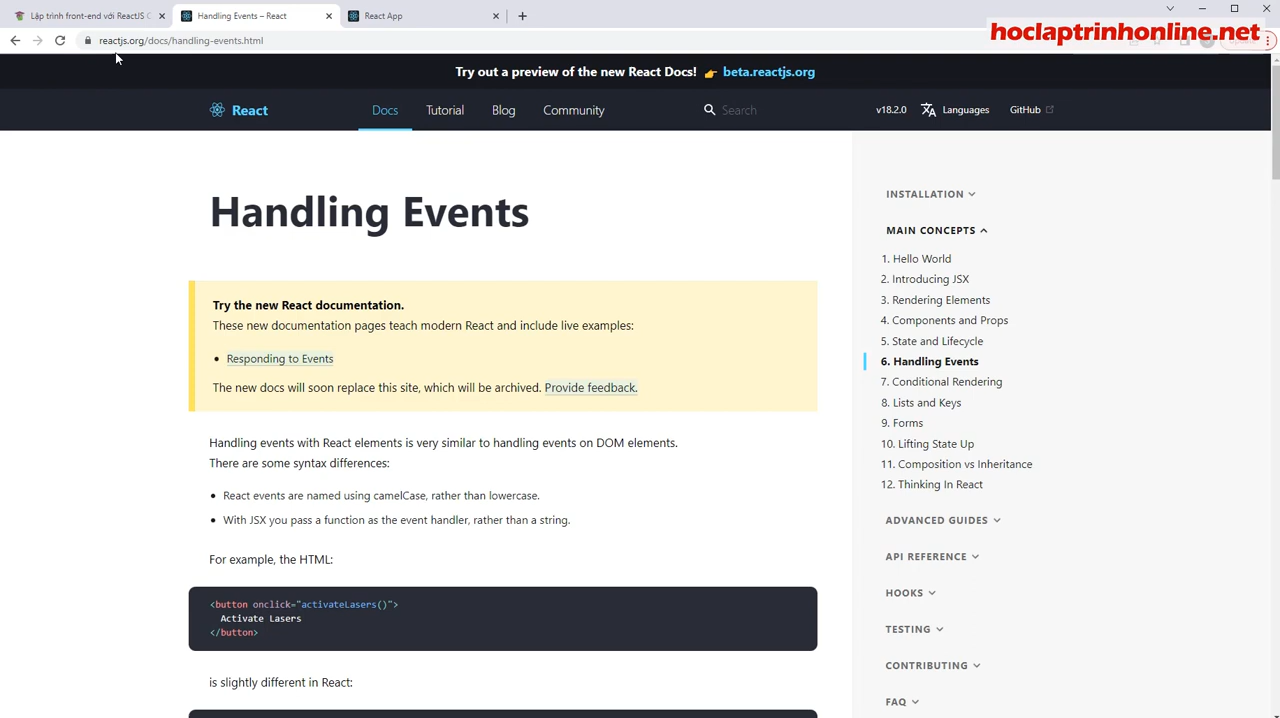 Lập trình front-end với ReactJS C
Handling Events – React
React App
hoclaptrinhonline.net
reactjs.org/docs/handling-events.html
Try out a preview of the new React Docs! 👉 beta.reactjs.org
React
Docs
Tutorial
Blog
Community
Search
v18.2.0
Languages
GitHub
Handling Events
Try the new React documentation.
These new documentation pages teach modern React and include live examples:
• Responding to Events
The new docs will soon replace this site, which will be archived. Provide feedback.
Handling events with React elements is very similar to handling events on DOM elements.
There are some syntax differences:
• React events are named using camelCase, rather than lowercase.
• With JSX you pass a function as the event handler, rather than a string.
For example, the HTML:
<button onclick="activateLasers()">
Activate Lasers
</button>
is slightly different in React:
INSTALLATION
MAIN CONCEPTS
1. Hello World
2. Introducing JSX
3. Rendering Elements
4. Components and Props
5. State and Lifecycle
6. Handling Events
7. Conditional Rendering
8. Lists and Keys
9. Forms
10. Lifting State Up
11. Composition vs Inheritance
12. Thinking In React
ADVANCED GUIDES
API REFERENCE
HOOKS
TESTING
CONTRIBUTING
FAQ